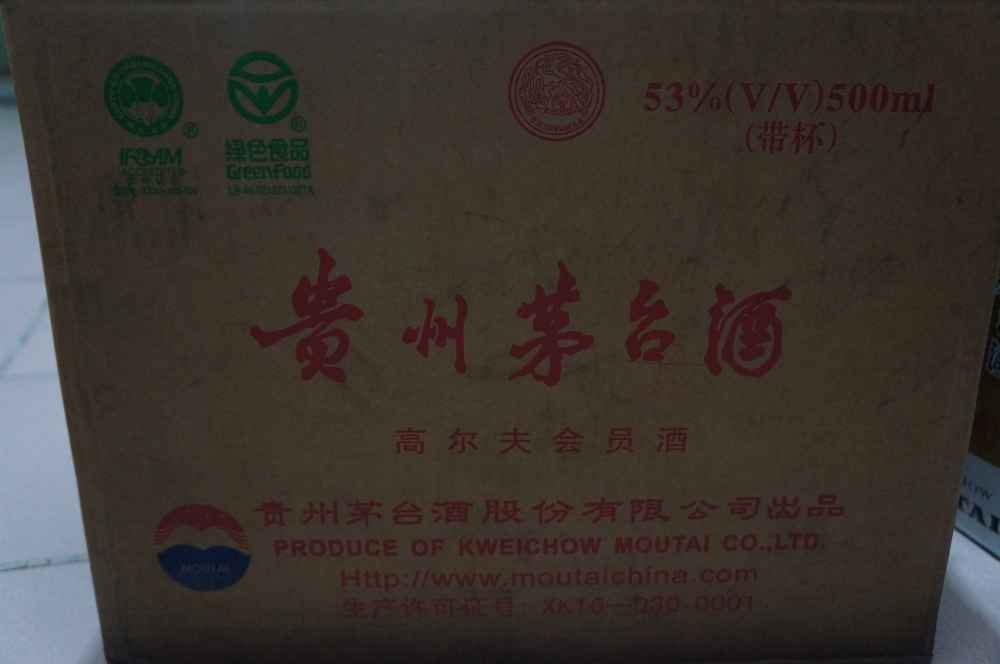 53%(V/V)500ml
(带杯)
绿色食品
GreenFood
贵州茅台酒
高尔夫会员酒
贵州茅台酒股份有限公司出品
PRODUCE OF KWEICHOW MOUTAI CO.,LTD.
MOUTAI
Http://www.moutaichina.com
生产许可证号: XK16-030-0001